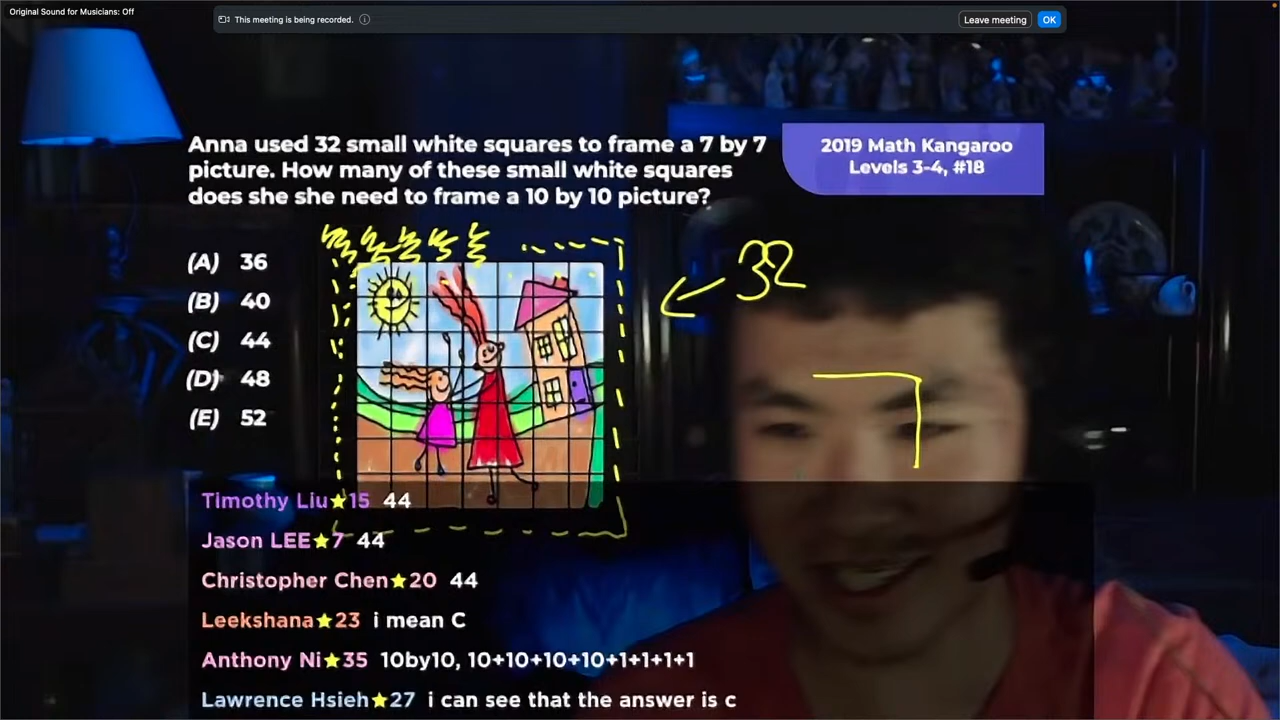 Original Sound for Musicians: Off
This meeting is being recorded.
Leave meeting
OK
Anna used 32 small white squares to frame a 7 by 7
picture. How many of these small white squares
does she she need to frame a 10 by 10 picture?
2019 Math Kangaroo
Levels 3-4, #18
(A) 36
(B) 40
(C) 44
(D) 48
(E) 52
32
Timothy Liu★15 44
Jason LEE★7 44
Christopher Chen★20 44
Leekshana★23 i mean C
Anthony Ni★35 10by10, 10+10+10+10+1+1+1+1
Lawrence Hsieh★27 i can see that the answer is c